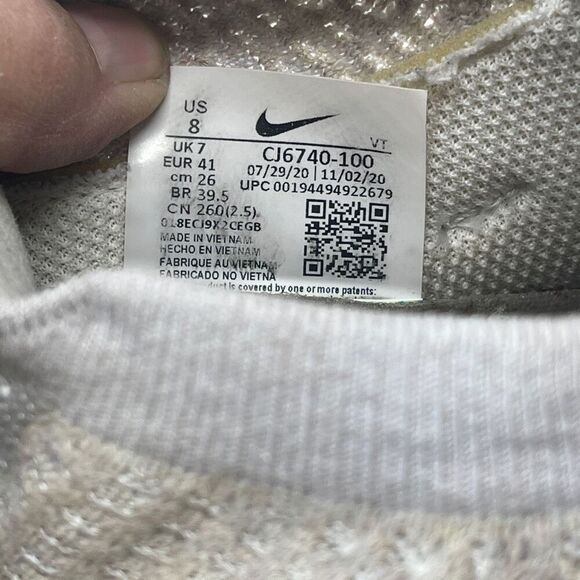 US
8
UK 7
EUR 41
cm 26
BR 39.5
CN 260(2.5)
VT
CJ6740-100
07/29/20 | 11/02/20
UPC 00194494922679
MADE IN VIETNAM
HECHO EN VIETNAM
FABRIQUE AU VIETNAM
FABRICADO NO VIETNA
duct is covered by one or more patents: